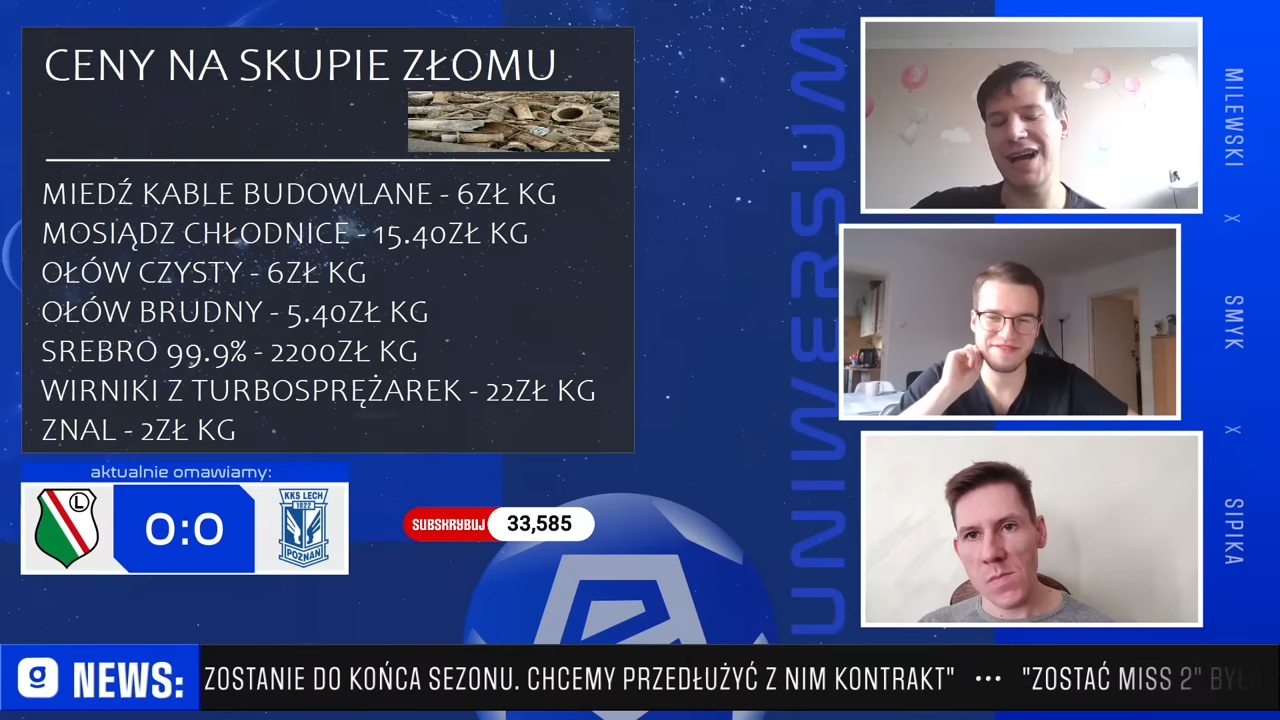 CENY NA SKUPIE ZŁOMU
MIEDŹ KABLE BUDOWLANE - 6ZŁ KG
MOSIĄDZ CHŁODNICE - 15.40ZŁ KG
OŁÓW CZYSTY - 6ZŁ KG
OŁÓW BRUDNY - 5.40ZŁ KG
SREBRO 99.9% - 2200ZŁ KG
WIRNIKI Z TURBOSPRĘŻAREK - 22ZŁ KG
ZNAL - 2ZŁ KG
aktualnie omawiamy:
L
0:0
KKS LECH
1922
POZNAŃ
SUBSKRYBUJ 33,585
UNIWERSUM
MILEWSKI X SMYK X SIPIKA
g NEWS: ZOSTANIE DO KOŃCA SEZONU. CHCEMY PRZEDŁUŻYĆ Z NIM KONTRAKT" ••• "ZOSTAĆ MISS 2"